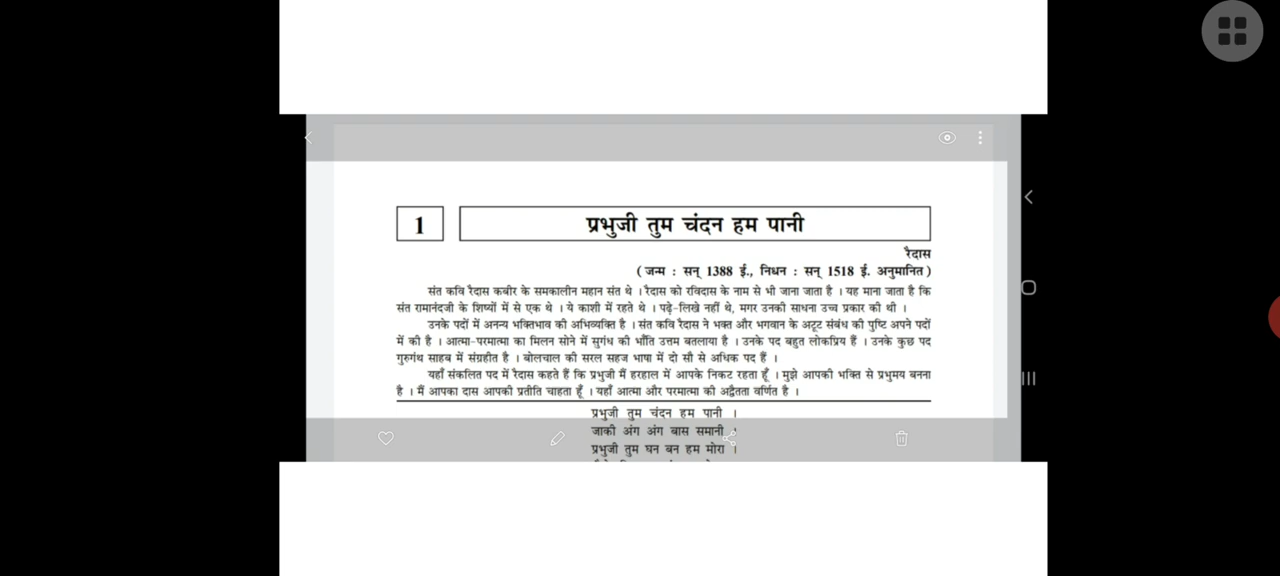 1
प्रभुजी तुम चंदन हम पानी
रैदास
( जन्म : सन् 1388 ई., निधन : सन् 1518 ई. अनुमानित )
संत कवि रैदास कबीर के समकालीन महान संत थे । रैदास को रविदास के नाम से भी जाना जाता है । यह माना जाता है कि
संत रामानंदजी के शिष्यों में से एक थे । ये काशी में रहते थे । पढ़े-लिखे नहीं थे, मगर उनकी साधना उच्च प्रकार की थी ।
उनके पदों में अनन्य भक्तिभाव की अभिव्यक्ति है । संत कवि रैदास ने भक्त और भगवान के अटूट संबंध की पुष्टि अपने पदों
में की है । आत्मा-परमात्मा का मिलन सोने में सुगंध की भाँति उत्तम बतलाया है । उनके पद बहुत लोकप्रिय हैं । उनके कुछ पद
गुरुगंथ साहब में संग्रहीत है । बोलचाल की सरल सहज भाषा में दो सौ से अधिक पद हैं ।
यहाँ संकलित पद में रैदास कहते हैं कि प्रभुजी मैं हरहाल में आपके निकट रहता हूँ । मुझे आपकी भक्ति से प्रभुमय बनना
है । मैं आपका दास आपकी प्रतीति चाहता हूँ । यहाँ आत्मा और परमात्मा की अद्वैतता वर्णित है ।
प्रभुजी तुम चंदन हम पानी ।
जाकी अंग अंग बास समानी ।
प्रभुजी तुम घन बन हम मोरा ।